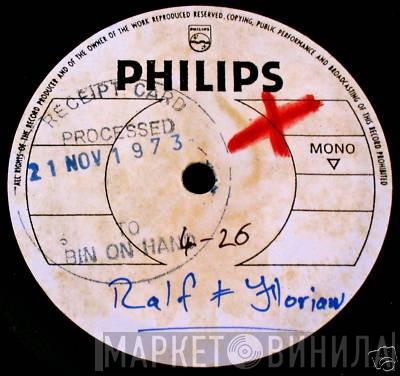 ALL RIGHTS OF THE RECORD PRODUCER AND OF THE OWNER OF THE WORK REPRODUCED RESERVED. COPYING, PUBLIC PERFORMANCE AND BROADCASTING OF THIS RECORD PROHIBITED
PHILIPS
PHILIPS
RECEIPT CARD
PROCESSED
21 NOV 1973
MONO
TO
BIN ON HAN
4-26
Ralf & Florian
МАРКЕТ ВИНИЛА